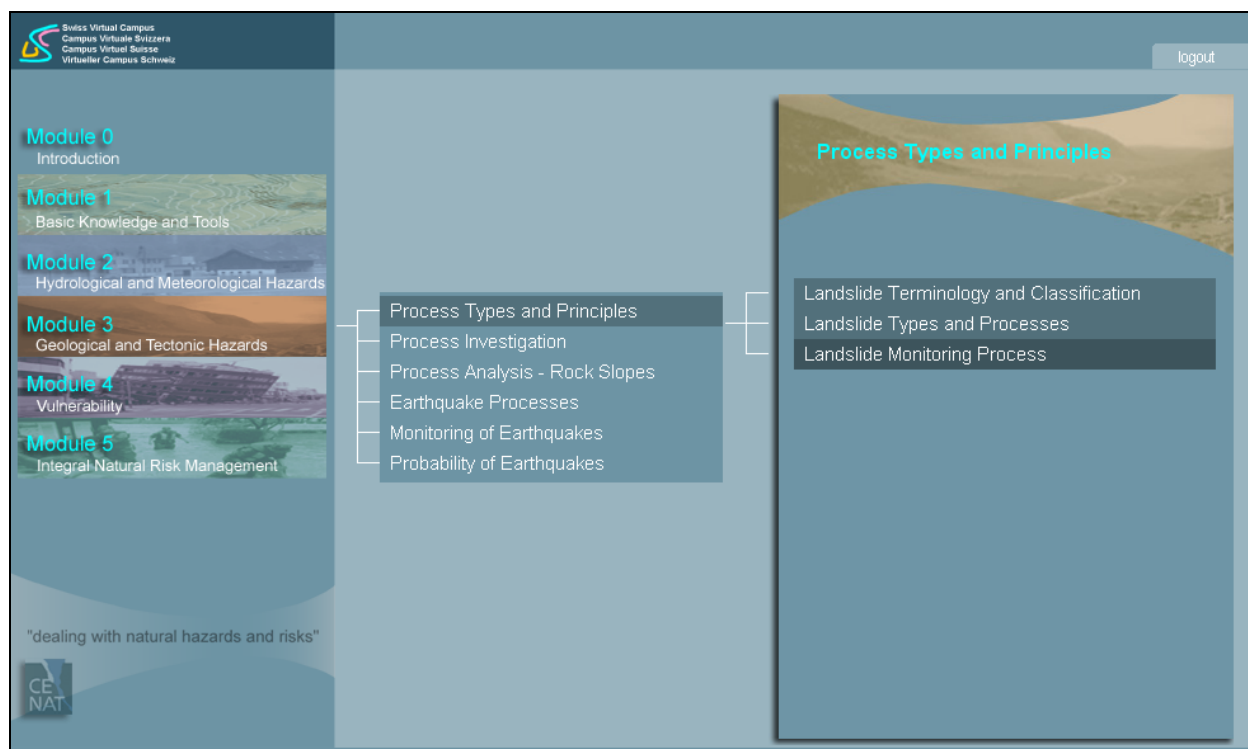 Swiss Virtual Campus
Campus Virtuale Svizzera
Campus Virtuel Suisse
Virtueller Campus Schweiz
logout
Module 0
Introduction
Module 1
Basic Knowledge and Tools
Module 2
Hydrological and Meteorological Hazards
Module 3
Geological and Tectonic Hazards
Module 4
Vulnerability
Module 5
Integral Natural Risk Management
"dealing with natural hazards and risks"
CE
NAT
Process Types and Principles
Process Investigation
Process Analysis - Rock Slopes
Earthquake Processes
Monitoring of Earthquakes
Probability of Earthquakes
Process Types and Principles
Landslide Terminology and Classification
Landslide Types and Processes
Landslide Monitoring Process